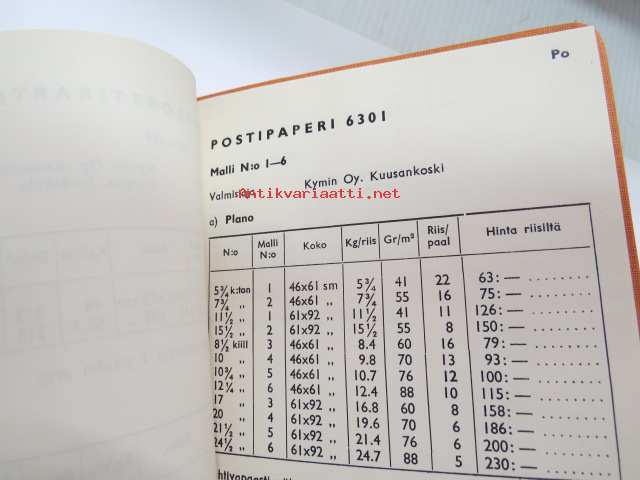 Po
POSTIPAPERI 6301
Malli N:o 1—6
Valmistaja Kymin Oy. Kuusankoski
antikvariaatti.net
a) Plano
N:o Malli N:o Koko Kg/riis Gr/m² Riis/paal Hinta riisiltä
5¾ k:ton 1 46x61 sm 5¾ 41 22 63:— ........
7¾ „ 2 46x61 „ 7¾ 55 16 75:— ........
11½ „ 1 61x92 „ 11½ 41 11 126:— ........
15½ „ 2 61x92 „ 15½ 55 8 150:— ........
8½ kiill 3 46x61 „ 8.4 60 16 79:— ........
10 „ 4 46x61 „ 9.8 70 13 93:— ........
10¾ „ 5 46x61 „ 10.7 76 12 100:— ........
12¼ „ 6 46x61 „ 12.4 88 10 115:— ........
17 „ 3 61x92 „ 16.8 60 8 158:— ........
20 „ 4 61x92 „ 19.6 70 6 186:— ........
21½ „ 5 61x92 „ 21.4 76 6 200:— ........
24½ „ 6 61x92 „ 24.7 88 5 230:— ........